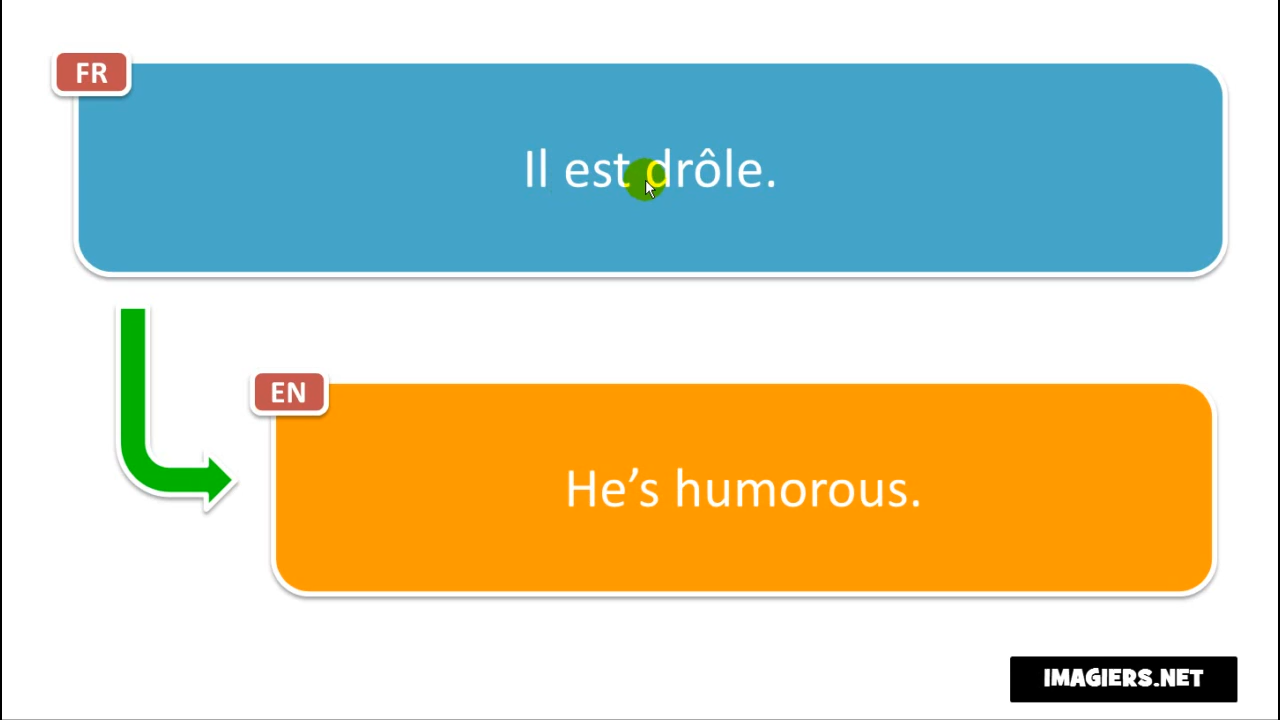 FR
Il est drôle.
EN
He’s humorous.
IMAGIERS.NET